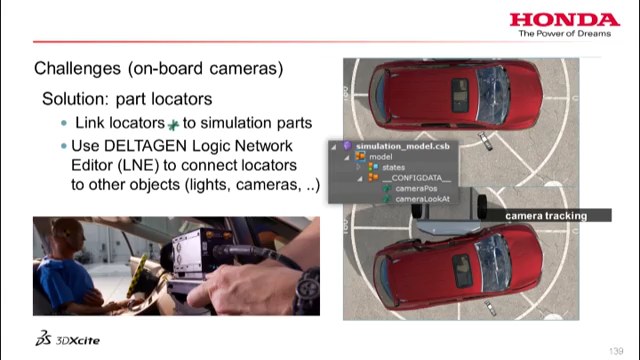 HONDA
The Power of Dreams
Challenges (on-board cameras)
Solution: part locators
• Link locators to simulation parts
• Use DELTAGEN Logic Network
Editor (LNE) to connect locators
to other objects (lights, cameras, ..)
simulation_model.csb
model
states
__CONFIGDATA__
cameraPos
cameraLookAt
camera tracking
3DXcite
139